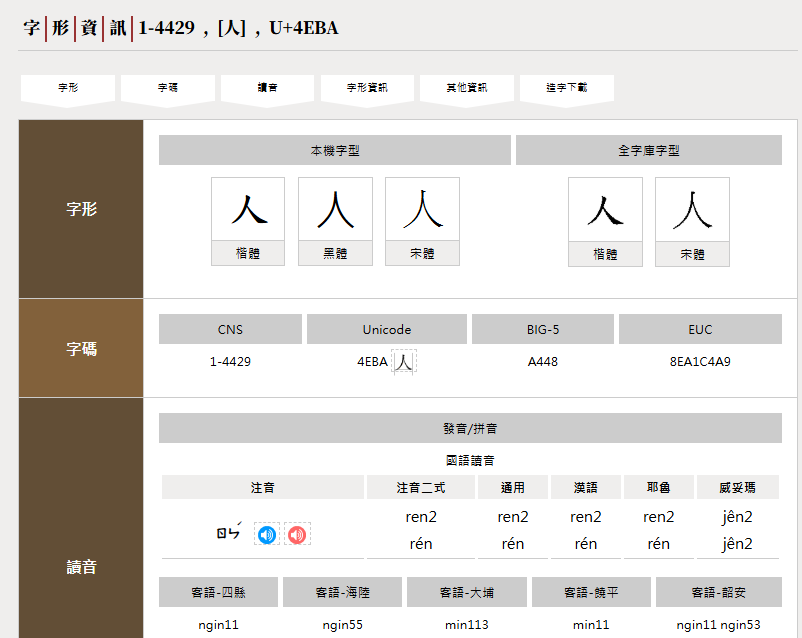 字形資訊 1-4429 , [人] , U+4EBA
字形 字碼 讀音 字形資訊 其他資訊 造字下載
字形
本機字型 全字庫字型
人 人 人 人 人
楷體 黑體 宋體 楷體 宋體
字碼
CNS Unicode BIG-5 EUC
1-4429 4EBA 人 A448 8EA1C4A9
讀音
發音/拼音
國語讀音
注音 注音二式 通用 漢語 耶魯 威妥瑪
ㄖㄣˊ ren2 ren2 ren2 ren2 jên2
rén rén rén rén jên2
客語-四縣 客語-海陸 客語-大埔 客語-饒平 客語-詔安
ngin11 ngin55 min113 min11 ngin11 ngin53